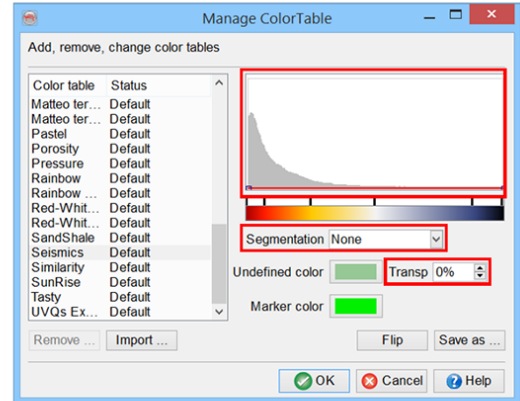 Manage ColorTable
Add, remove, change color tables
Color table Status
Matteo ter... Default
Matteo ter... Default
Pastel Default
Porosity Default
Pressure Default
Rainbow Default
Rainbow ... Default
Red-Whit... Default
Red-Whit... Default
SandShale Default
Seismics Default
Similarity Default
SunRise Default
Tasty Default
UVQs Ex... Default
Segmentation None
Undefined color Transp 0%
Marker color
Remove ... Import ... Flip Save as ...
OK Cancel Help